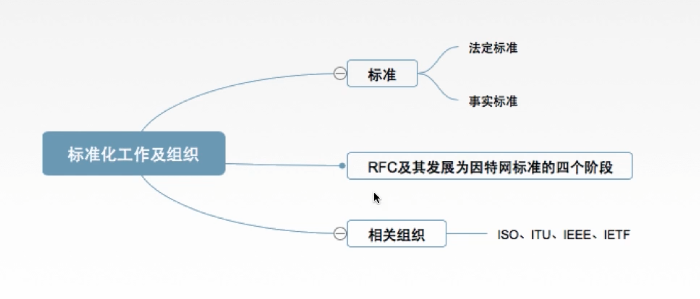 法定标准
标准
事实标准
标准化工作及组织
RFC及其发展为因特网标准的四个阶段
相关组织
ISO、ITU、IEEE、IETF